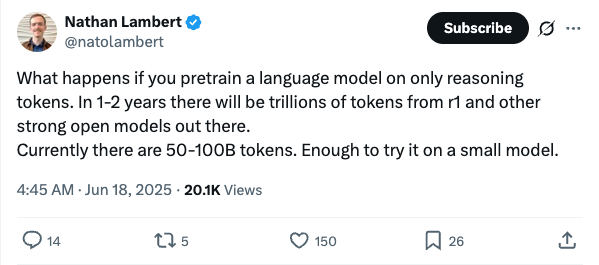 Nathan Lambert
Subscribe
@natolambert
What happens if you pretrain a language model on only reasoning
tokens. In 1-2 years there will be trillions of tokens from r1 and other
strong open models out there.
Currently there are 50-100B tokens. Enough to try it on a small model.
4:45 AM · Jun 18, 2025 · 20.1K Views
14 5 150 26